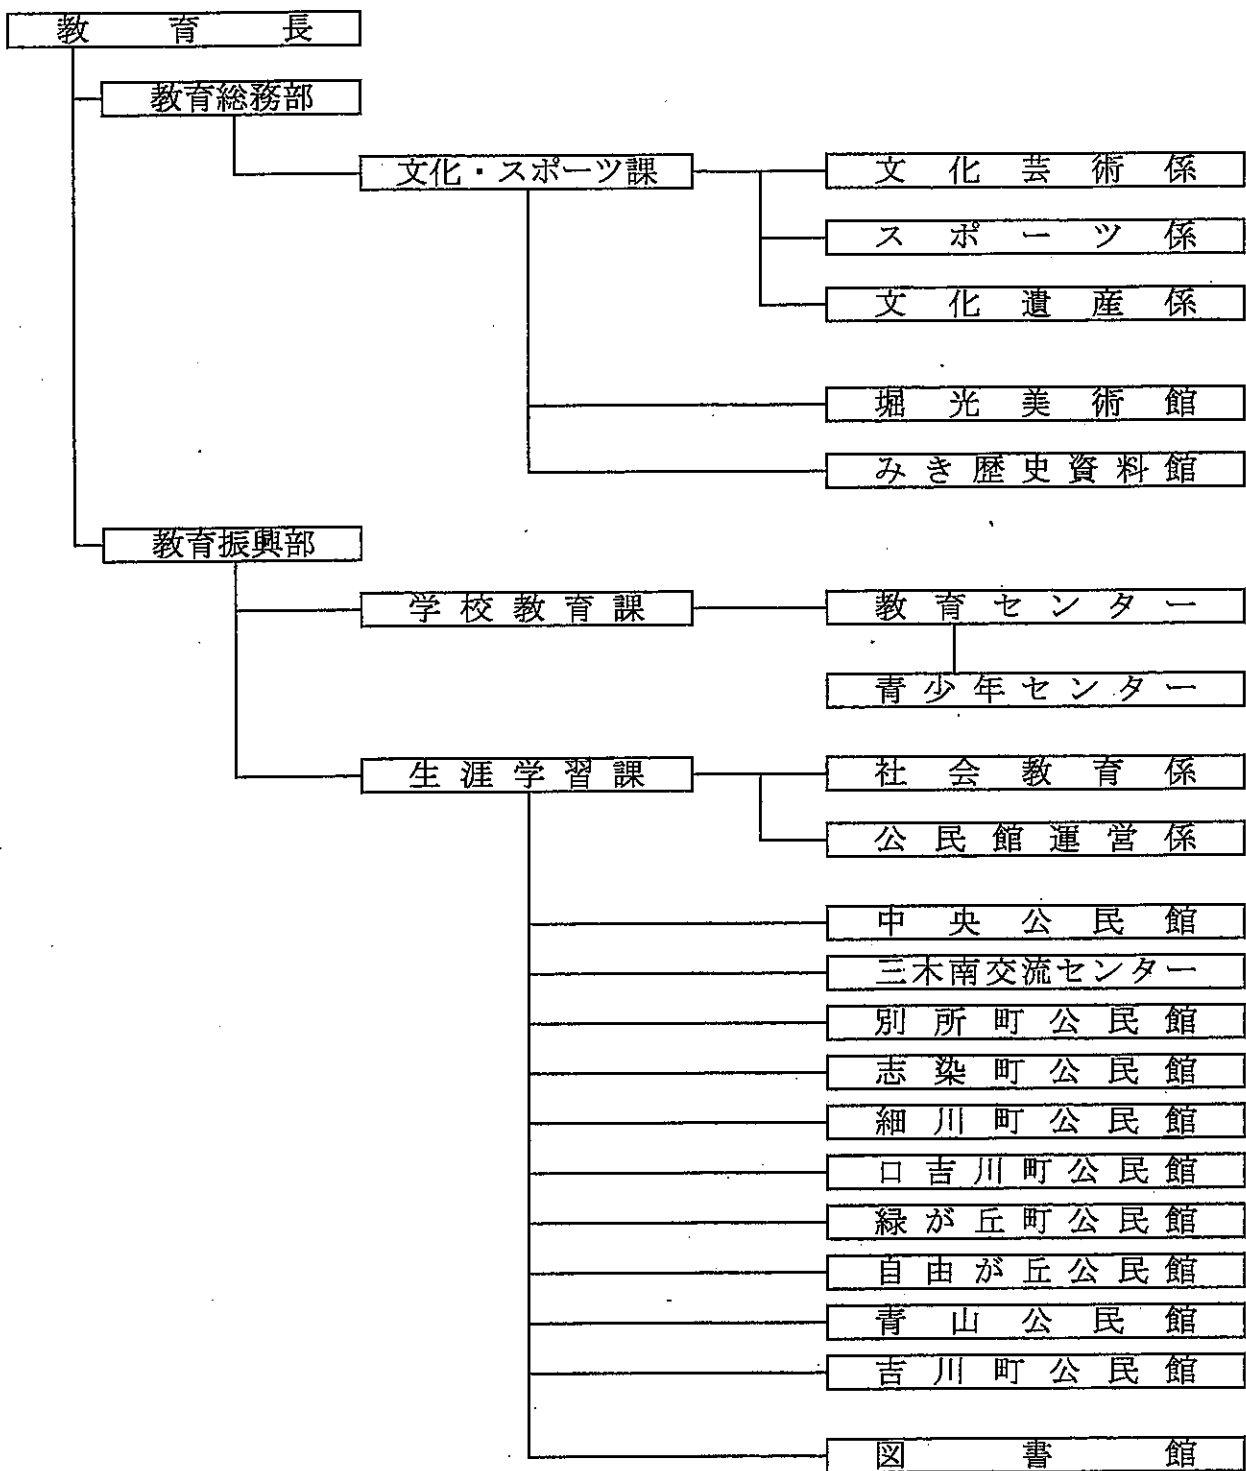 教育長
教育総務部
文化・スポーツ課
文化芸術係
スポーツ係
文化遺産係
堀光美術館
みき歴史資料館
教育振興部
学校教育課
教育センター
青少年センター
生涯学習課
社会教育係
公民館運営係
中央公民館
三木南交流センター
別所町公民館
志染町公民館
細川町公民館
口吉川町公民館
緑が丘町公民館
自由が丘公民館
青山公民館
吉川町公民館
図書館